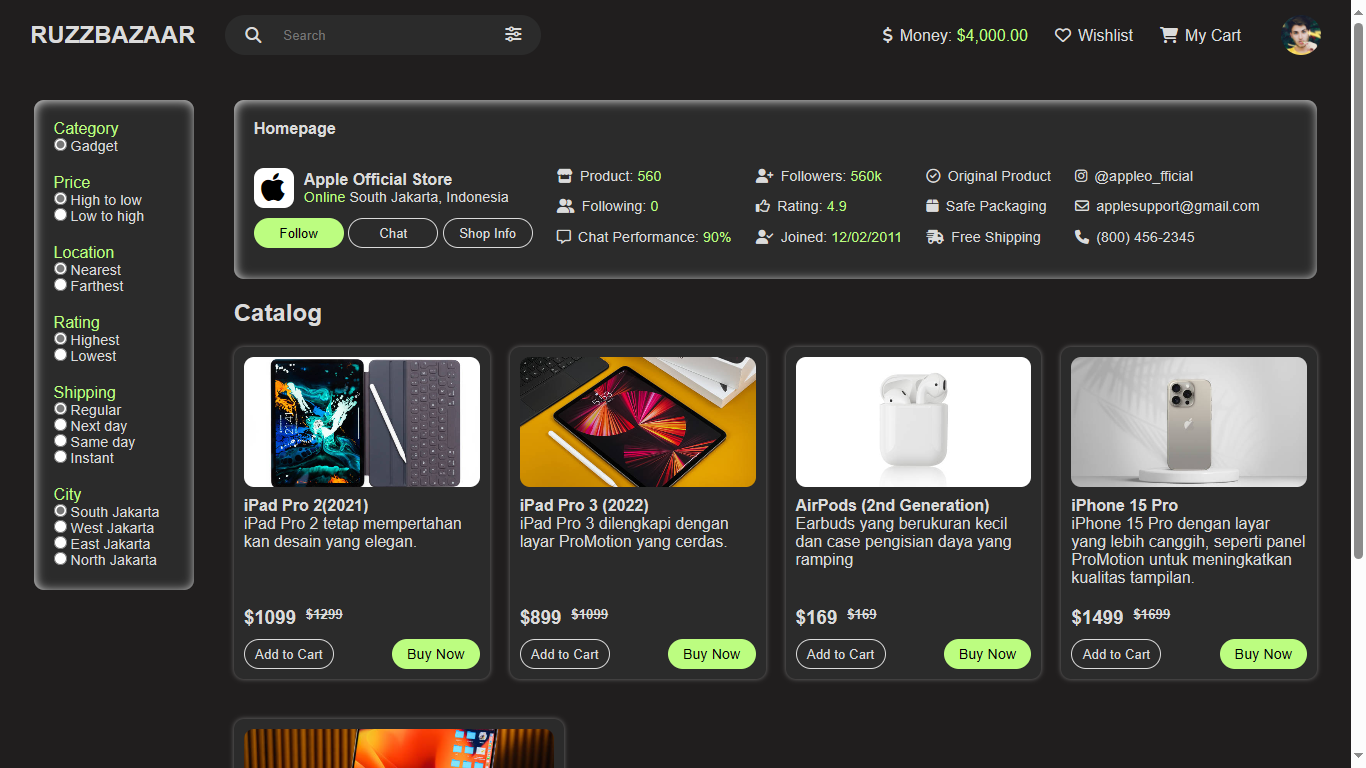 RUZZBAZAAR
Search
Money: $4,000.00
Wishlist
My Cart
Category
Gadget
Price
High to low
Low to high
Location
Nearest
Farthest
Rating
Highest
Lowest
Shipping
Regular
Next day
Same day
Instant
City
South Jakarta
West Jakarta
East Jakarta
North Jakarta
Homepage
Apple Official Store
Online South Jakarta, Indonesia
Follow
Chat
Shop Info
Product: 560
Following: 0
Chat Performance: 90%
Followers: 560k
Rating: 4.9
Joined: 12/02/2011
Original Product
Safe Packaging
Free Shipping
@appleo_fficial
applesupport@gmail.com
(800) 456-2345
Catalog
iPad Pro 2(2021)
iPad Pro 2 tetap mempertahan
kan desain yang elegan.
$1099 $1299
Add to Cart
Buy Now
iPad Pro 3 (2022)
iPad Pro 3 dilengkapi dengan
layar ProMotion yang cerdas.
$899 $1099
Add to Cart
Buy Now
AirPods (2nd Generation)
Earbuds yang berukuran kecil
dan case pengisian daya yang
ramping
$169 $169
Add to Cart
Buy Now
iPhone 15 Pro
iPhone 15 Pro dengan layar
yang lebih canggih, seperti panel
ProMotion untuk meningkatkan
kualitas tampilan.
$1499 $1699
Add to Cart
Buy Now